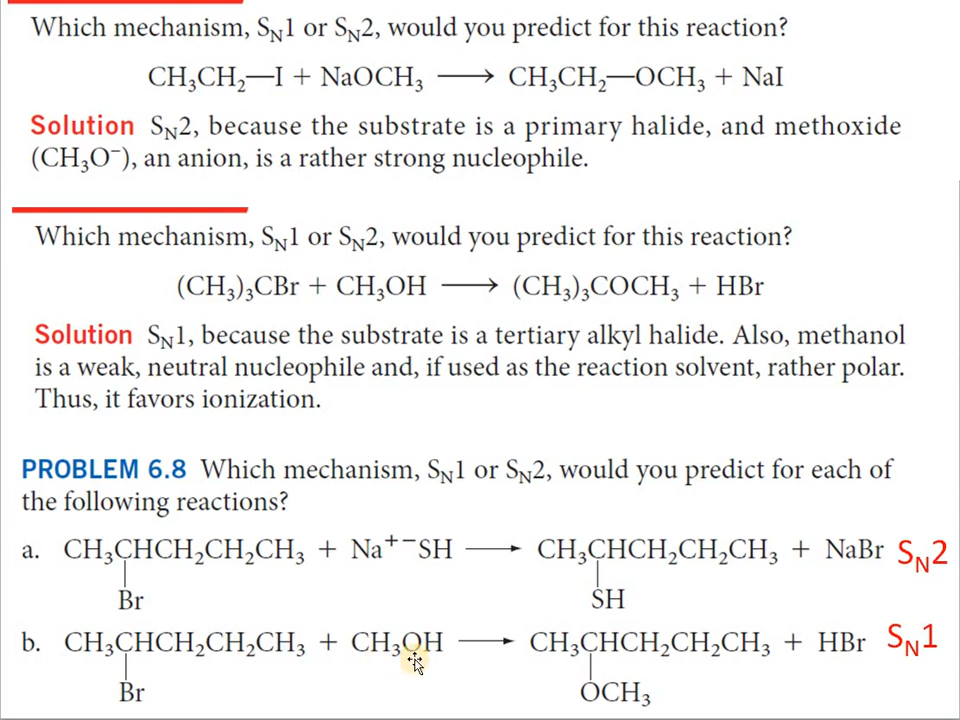 Which mechanism, SN1 or SN2, would you predict for this reaction?
CH3CH2—I + NaOCH3 ⟶ CH3CH2—OCH3 + NaI
Solution SN2, because the substrate is a primary halide, and methoxide
(CH3O−), an anion, is a rather strong nucleophile.
Which mechanism, SN1 or SN2, would you predict for this reaction?
(CH3)3CBr + CH3OH ⟶ (CH3)3COCH3 + HBr
Solution SN1, because the substrate is a tertiary alkyl halide. Also, methanol
is a weak, neutral nucleophile and, if used as the reaction solvent, rather polar.
Thus, it favors ionization.
PROBLEM 6.8 Which mechanism, SN1 or SN2, would you predict for each of
the following reactions?
a. CH3CHCH2CH2CH3 + Na+−SH ⟶ CH3CHCH2CH2CH3 + NaBr SN2
Br SH
b. CH3CHCH2CH2CH3 + CH3OH ⟶ CH3CHCH2CH2CH3 + HBr SN1
Br OCH3